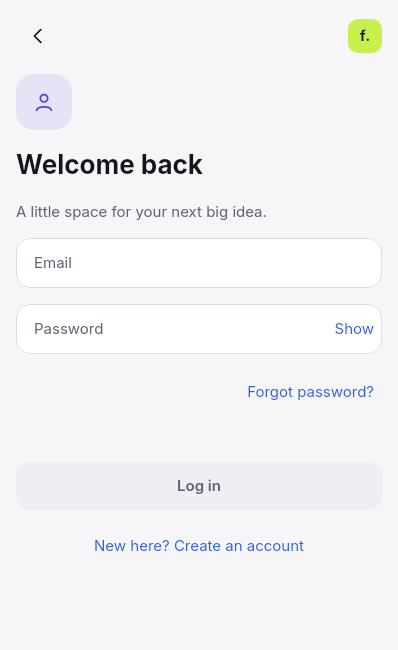 f.
Welcome back
A little space for your next big idea.
Email
Password
Show
Forgot password?
Log in
New here? Create an account